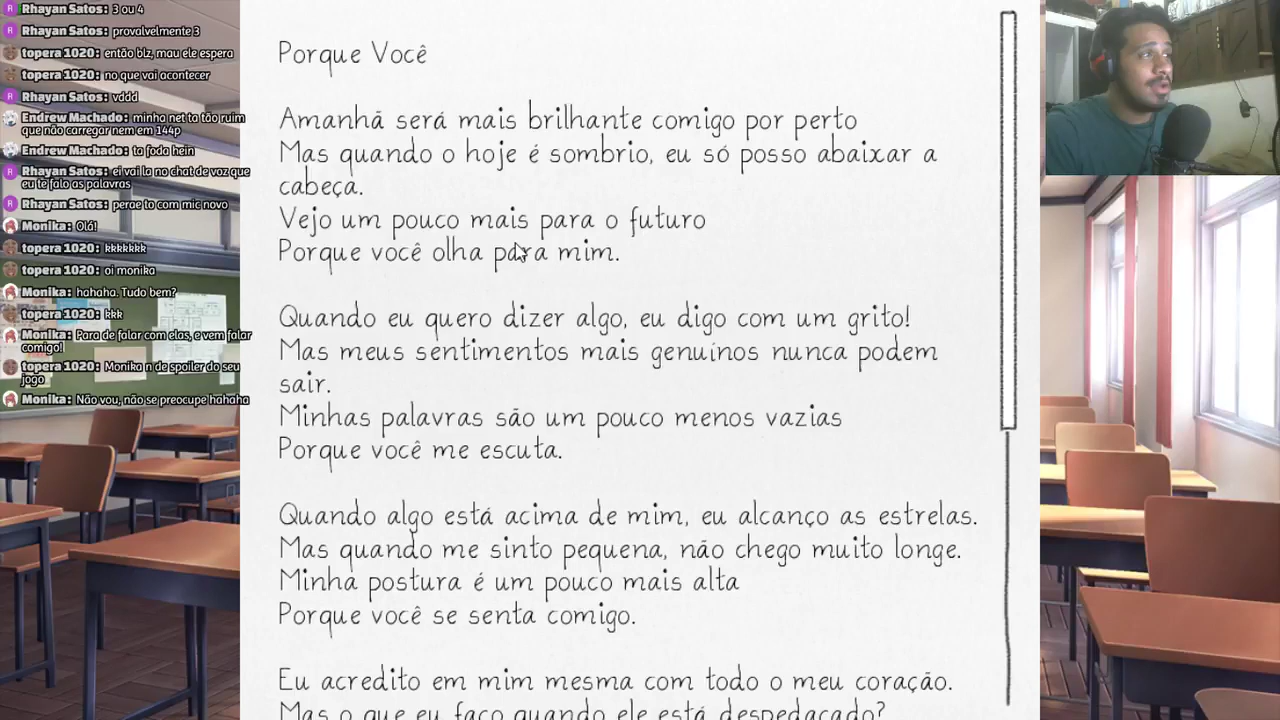 Rhayan Satos: 3 ou 4
Rhayan Satos: provalvelmente 3
topera 1020: então blz, mau ele espera
topera 1020: no que vai acontecer
Rhayan Satos: vddd
Endrew Machado: minha net ta tão ruim
que não carregar nem em 144p
Endrew Machado: ta foda hein
Rhayan Satos: ei vai la no chat de voz que
eu te falo as palavras
Rhayan Satos: perae to com mic novo
Monika: Olá!
topera 1020: kkkkkkk
topera 1020: oi monika
Monika: hahaha. Tudo bem?
topera 1020: kkk
Monika: Para de falar com elas, e vem falar
comigo!
topera 1020: Monika n de spoiler do seu
jogo
Monika: Não vou, não se preocupe hahaha
Porque Você
Amanhã será mais brilhante comigo por perto
Mas quando o hoje é sombrio, eu só posso abaixar a
cabeça.
Vejo um pouco mais para o futuro
Porque você olha para mim.
Quando eu quero dizer algo, eu digo com um grito!
Mas meus sentimentos mais genuínos nunca podem
sair.
Minhas palavras são um pouco menos vazias
Porque você me escuta.
Quando algo está acima de mim, eu alcanço as estrelas.
Mas quando me sinto pequena, não chego muito longe.
Minha postura é um pouco mais alta
Porque você se senta comigo.
Eu acredito em mim mesma com todo o meu coração.
Mas o que eu faço quando ele está despedaçado?